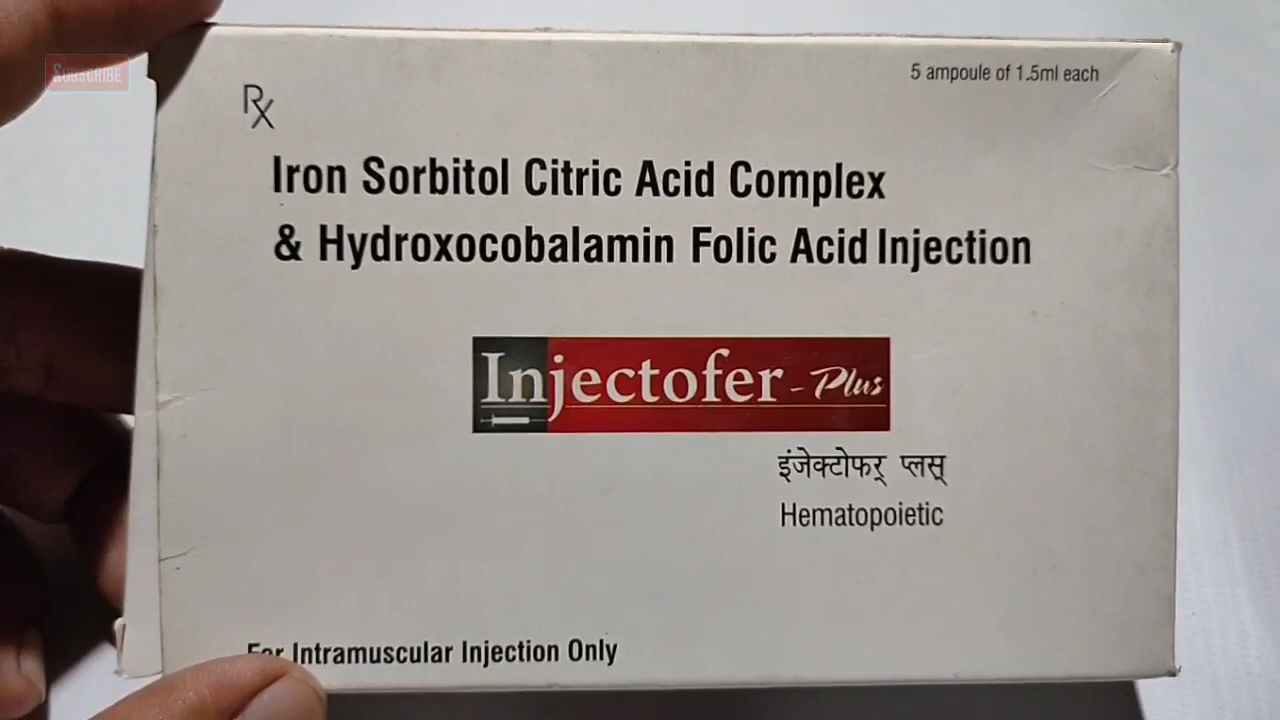 SUBSCRIBE
5 ampoule of 1.5ml each
Rx
Iron Sorbitol Citric Acid Complex
& Hydroxocobalamin Folic Acid Injection
Injectofer - Plus
इंजेक्टोफर् प्लस्
Hematopoietic
For Intramuscular Injection Only